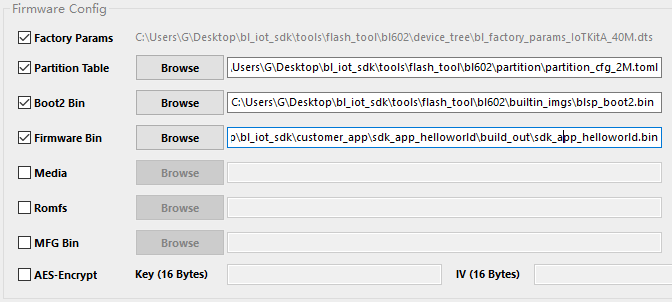 Firmware Config
Factory Params C:\Users\G\Desktop\bl_iot_sdk\tools\flash_tool\bl602\device_tree\bl_factory_params_IoTKitA_40M.dts
Partition Table Browse .Users\G\Desktop\bl_iot_sdk\tools\flash_tool\bl602\partition\partition_cfg_2M.toml
Boot2 Bin Browse C:\Users\G\Desktop\bl_iot_sdk\tools\flash_tool\bl602\builtin_imgs\blsp_boot2.bin
Firmware Bin Browse p\bl_iot_sdk\customer_app\sdk_app_helloworld\build_out\sdk_app_helloworld.bin
Media Browse
Romfs Browse
MFG Bin Browse
AES-Encrypt Key (16 Bytes) IV (16 Bytes)